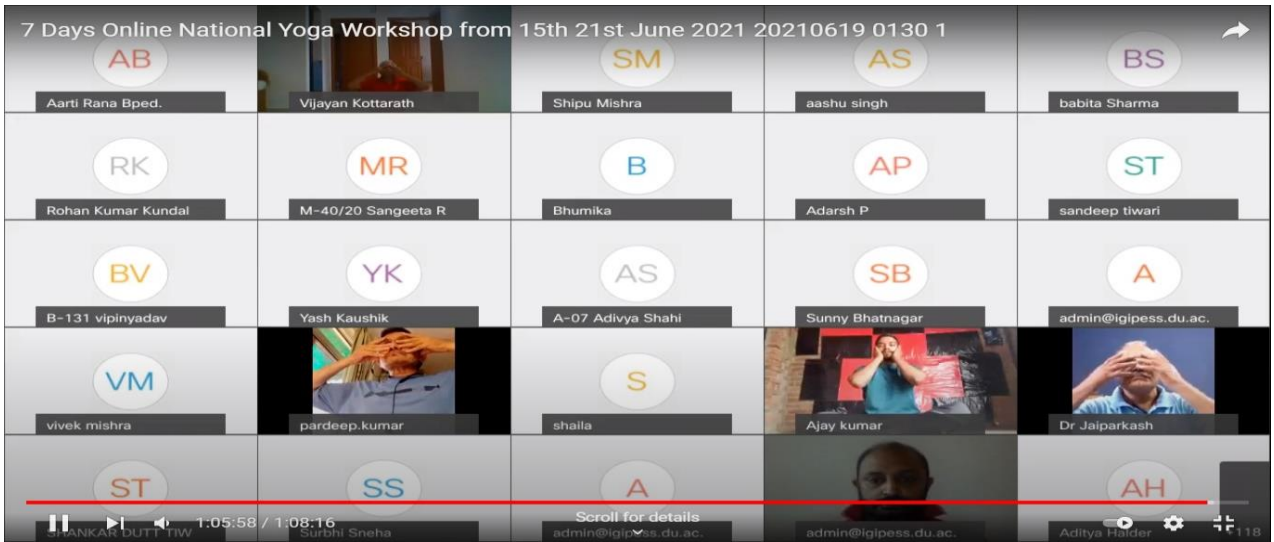 7 Days Online National Yoga Workshop from 15th 21st June 2021 20210619 0130 1
AB SM AS BS
Aarti Rana Bped. Vijayan Kottarath Shipu Mishra aashu singh babita Sharma
RK MR B AP ST
Rohan Kumar Kundal M-40/20 Sangeeta R Bhumika Adarsh P sandeep tiwari
BV YK AS SB A
B-131 vipinyadav Yash Kaushik A-07 Adivya Shahi Sunny Bhatnagar admin@igipess.du.ac.
VM S
vivek mishra pardeep.kumar shaila Ajay kumar Dr Jaiparkash
ST SS A AH
1:05:58 / 1:08:16 Scroll for details
SHANKAR DUTT TIW Surbhi Sneha admin@igipess.du.ac. admin@igipess.du.ac. Aditya Halder +118